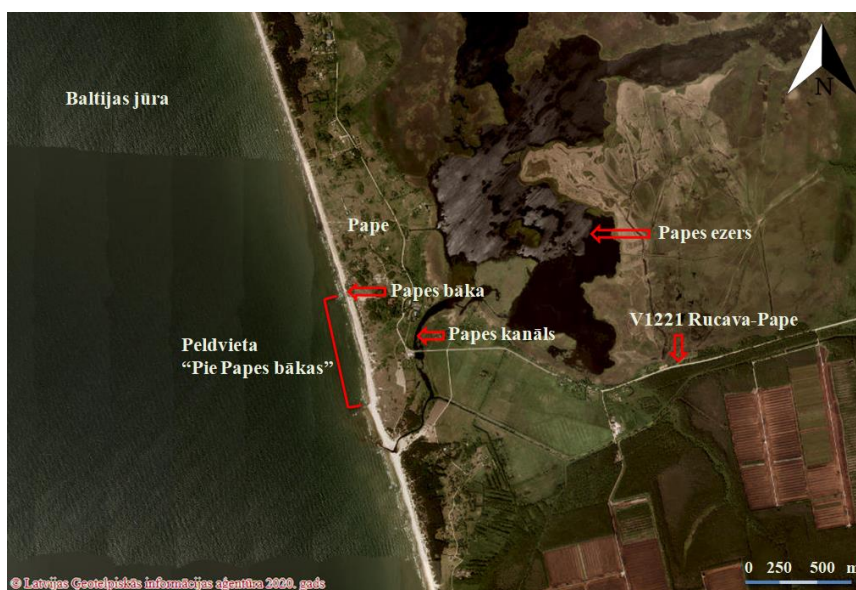 Baltijas jūra
N
Pape
Papes ezers
Papes bāka
V1221 Rucava-Pape
Papes kanāls
Peldvieta
“Pie Papes bākas”
0 250 500 m
© Latvijas Ģeotelpiskās informācijas aģentūra 2020. gads